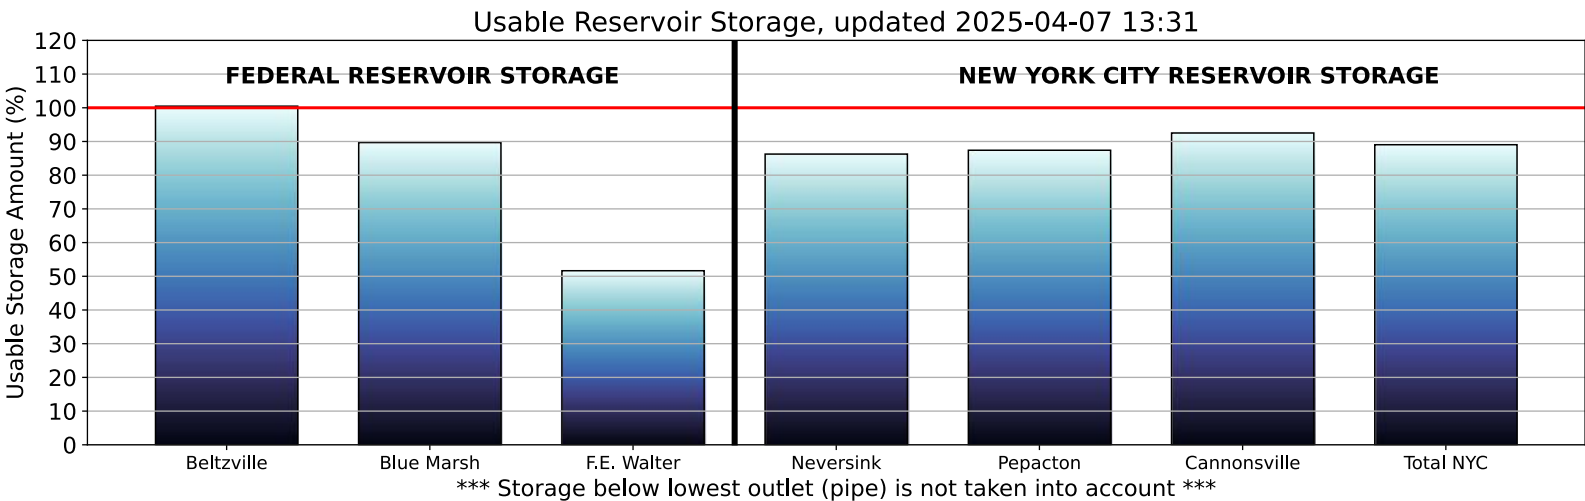 Usable Reservoir Storage, updated 2025-04-07 13:31
FEDERAL RESERVOIR STORAGE
NEW YORK CITY RESERVOIR STORAGE
Usable Storage Amount (%)
120
110
100
90
80
70
60
50
40
30
20
10
0
Beltzville
Blue Marsh
F.E. Walter
Neversink
Pepacton
Cannonsville
Total NYC
*** Storage below lowest outlet (pipe) is not taken into account ***